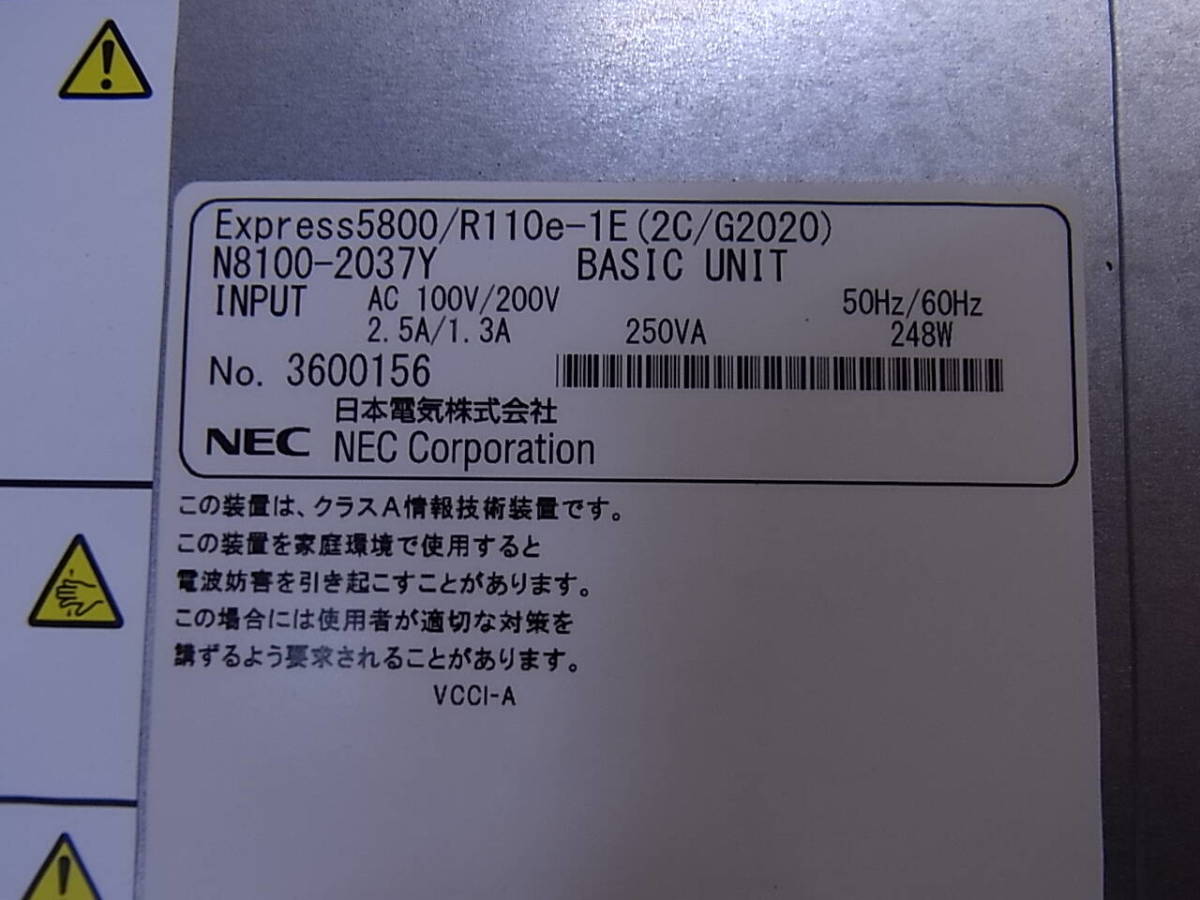 Express5800/R110e-1E(2C/G2020)
N8100-2037Y BASIC UNIT
INPUT AC 100V/200V 50Hz/60Hz
2.5A/1.3A 250VA 248W
No. 3600156
日本電気株式会社
NEC NEC Corporation
この装置は、クラスA情報技術装置です。
この装置を家庭環境で使用すると
電波妨害を引き起こすことがあります。
この場合には使用者が適切な対策を
講ずるよう要求されることがあります。
VCCI-A